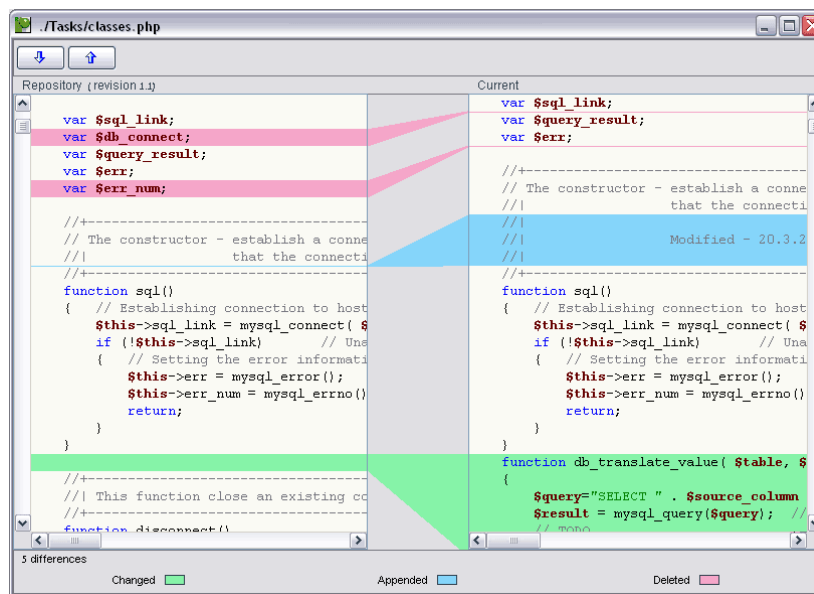 ./Tasks/classes.php
Repository (revision 1.1)
Current
var $sql_link;
var $db_connect;
var $query_result;
var $err;
var $err_num;
//+-----------------------------------
// The constructor - establish a conne
//|                  that the connecti
//+-----------------------------------
function sql()
{   // Establishing connection to host
$this->sql_link = mysql_connect( $
if (!$this->sql_link)       // Una
{   // Setting the error informati
$this->err = mysql_error();
$this->err_num = mysql_errno()
return;
}
}
//+-----------------------------------
//| This function close an existing co
//+-----------------------------------
function disconnect()
var $sql_link;
var $query_result;
var $err;
//+-----------------------------------
// The constructor - establish a conne
//|                  that the connecti
//|
//|                  Modified - 20.3.2
//|
//+-----------------------------------
function sql()
{   // Establishing connection to host
$this->sql_link = mysql_connect( $
if (!$this->sql_link)       // Una
{   // Setting the error informati
$this->err = mysql_error();
$this->err_num = mysql_errno()
return;
}
}
function db_translate_value( $table, $
{
$query="SELECT " . $source_column
$result = mysql_query($query);  //
// TODO
5 differences
Changed
Appended
Deleted